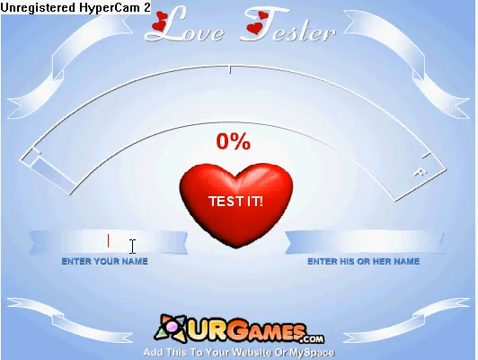 Unregistered HyperCam 2
Love Tester
0%
TEST IT!
ENTER YOUR NAME
ENTER HIS OR HER NAME
URGAMES.COM
Add This To Your Website Or MySpace